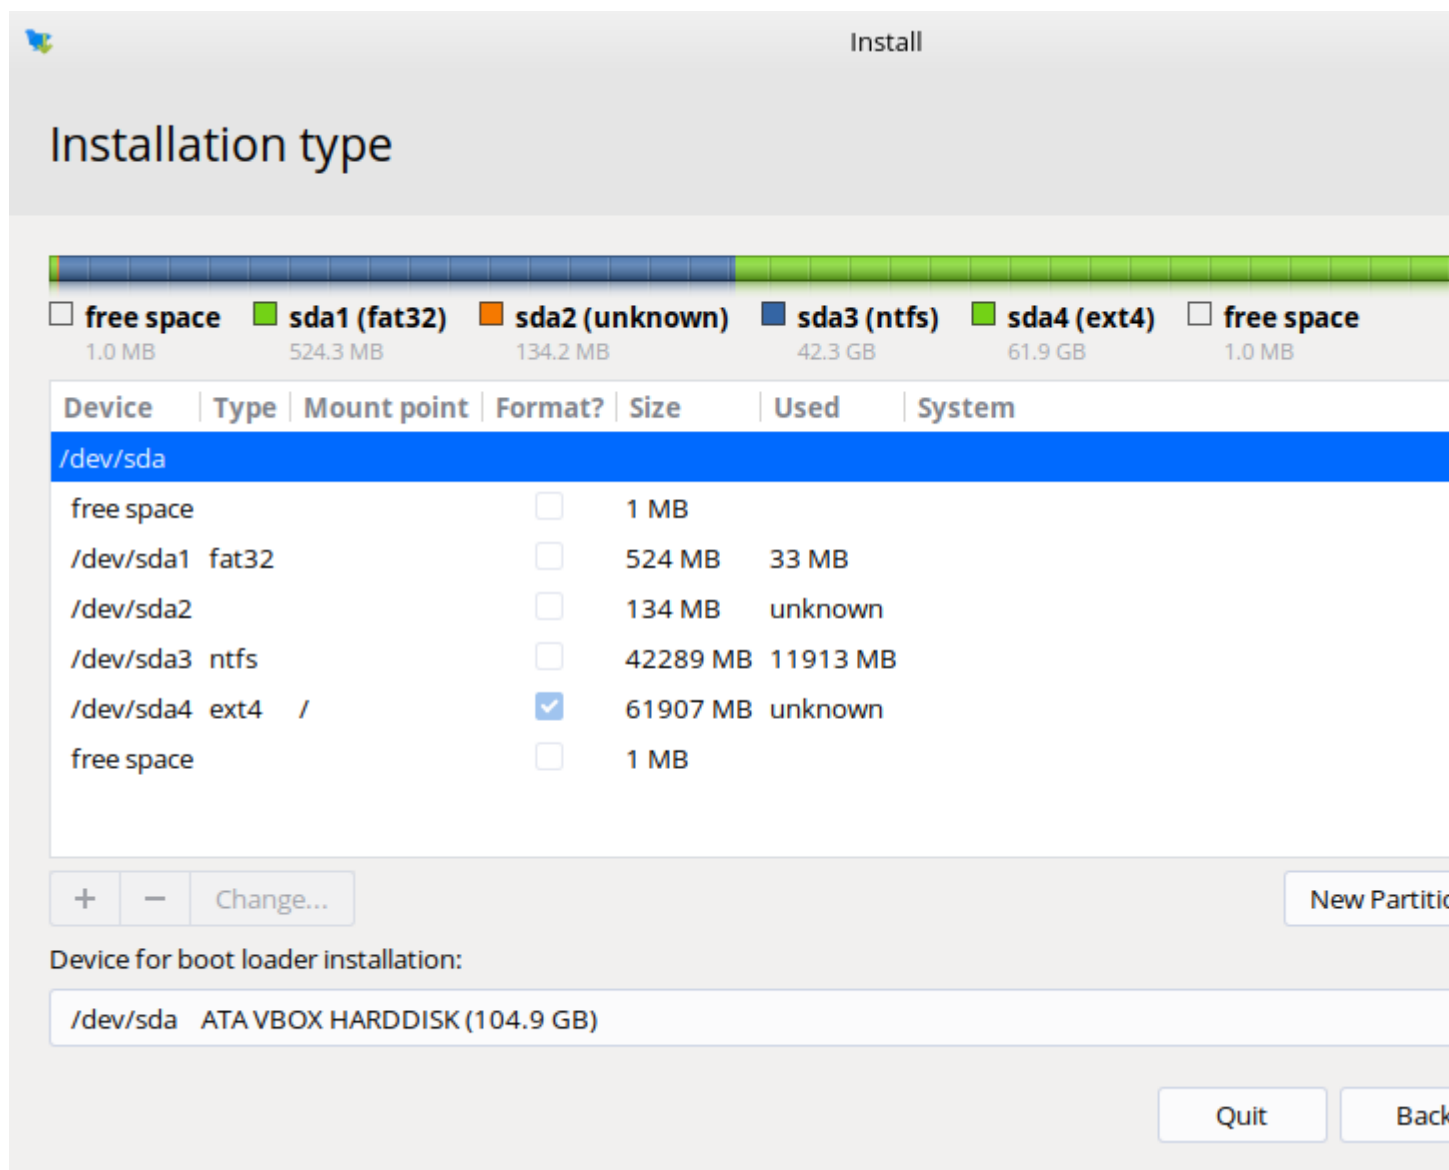 Install
Installation type
free space sda1 (fat32) sda2 (unknown) sda3 (ntfs) sda4 (ext4) free space
1.0 MB 524.3 MB 134.2 MB 42.3 GB 61.9 GB 1.0 MB
Device Type Mount point Format? Size Used System
/dev/sda
free space 1 MB
/dev/sda1 fat32 524 MB 33 MB
/dev/sda2 134 MB unknown
/dev/sda3 ntfs 42289 MB 11913 MB
/dev/sda4 ext4 / 61907 MB unknown
free space 1 MB
+ − Change... New Partitio
Device for boot loader installation:
/dev/sda ATA VBOX HARDDISK (104.9 GB)
Quit Back